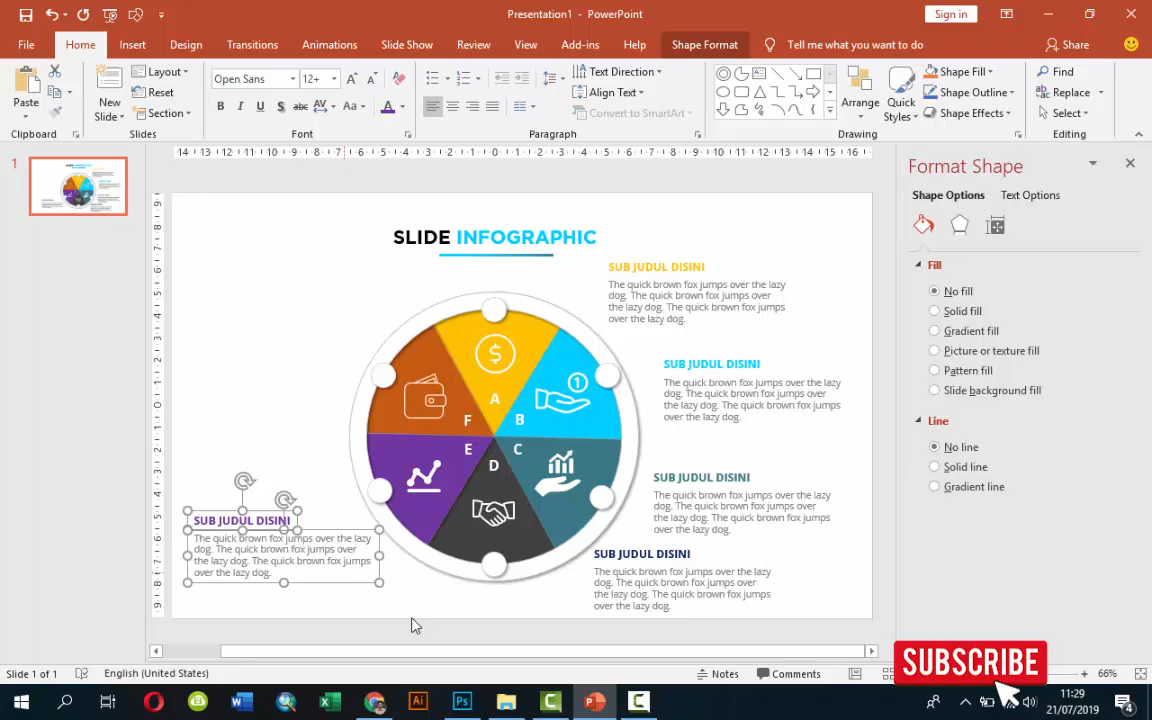 Presentation1 - PowerPoint
Sign in
File
Home
Insert
Design
Transitions
Animations
Slide Show
Review
View
Add-ins
Help
Shape Format
Tell me what you want to do
Share
Paste
New
Slide
Layout
Reset
Section
Open Sans
12+
Text Direction
Align Text
Convert to SmartArt
Arrange
Quick
Styles
Shape Fill
Shape Outline
Shape Effects
Find
Replace
Select
Clipboard
Slides
Font
Paragraph
Drawing
Editing
1
SLIDE INFOGRAPHIC
SUB JUDUL DISINI
The quick brown fox jumps over the lazy
dog. The quick brown fox jumps over
the lazy dog. The quick brown fox jumps
over the lazy dog.
SUB JUDUL DISINI
The quick brown fox jumps over the lazy
dog. The quick brown fox jumps over
the lazy dog. The quick brown fox jumps
over the lazy dog.
SUB JUDUL DISINI
The quick brown fox jumps over the lazy
dog. The quick brown fox jumps over
the lazy dog. The quick brown fox jumps
over the lazy dog.
SUB JUDUL DISINI
The quick brown fox jumps over the lazy
dog. The quick brown fox jumps over
the lazy dog. The quick brown fox jumps
over the lazy dog.
SUB JUDUL DISINI
The quick brown fox jumps over the lazy
dog. The quick brown fox jumps over
the lazy dog. The quick brown fox jumps
over the lazy dog.
A
B
C
D
E
F
$
1
Format Shape
Shape Options
Text Options
Fill
No fill
Solid fill
Gradient fill
Picture or texture fill
Pattern fill
Slide background fill
Line
No line
Solid line
Gradient line
Slide 1 of 1
English (United States)
Notes
Comments
66%
SUBSCRIBE
11:29
21/07/2019